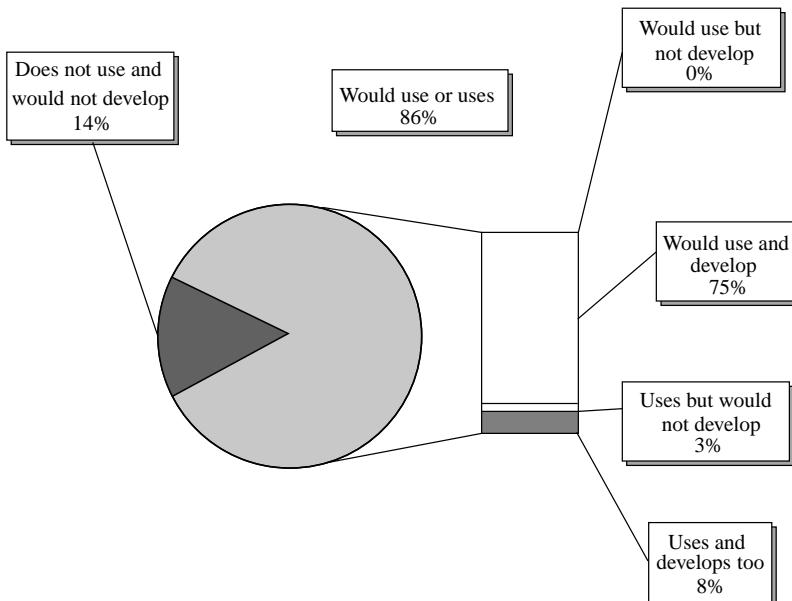 Does not use and
would not develop
14%
Would use or uses
86%
Would use but
not develop
0%
Would use and
develop
75%
Uses but would
not develop
3%
Uses and
develops too
8%